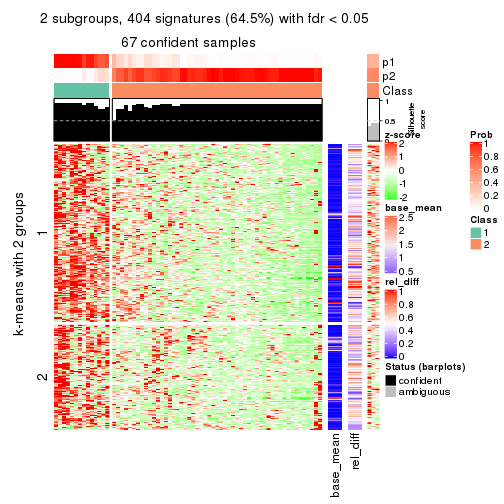 2 subgroups, 404 signatures (64.5%) with fdr < 0.05
67 confident samples
p1
p2
Class
1
0.5
0
Silhouette
score
k-means with 2 groups
1
2
base_mean
rel_diff
z-score
2
1
0
-1
-2
base_mean
2.5
2
1.5
1
0.5
rel_diff
1
0.8
0.6
0.4
0.2
0
Status (barplots)
confident
ambiguous
Prob
1
0.8
0.6
0.4
0.2
0
Class
1
2